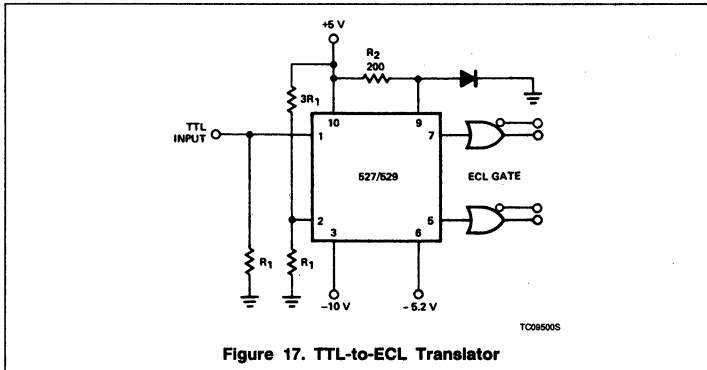 +5 V
R2
200
3R1
10
9
TTL
INPUT
1
7
527/529
ECL GATE
2
5
3
6
R1
R1
–10 V
– 5.2 V
TC09500S
Figure 17. TTL-to-ECL Translator